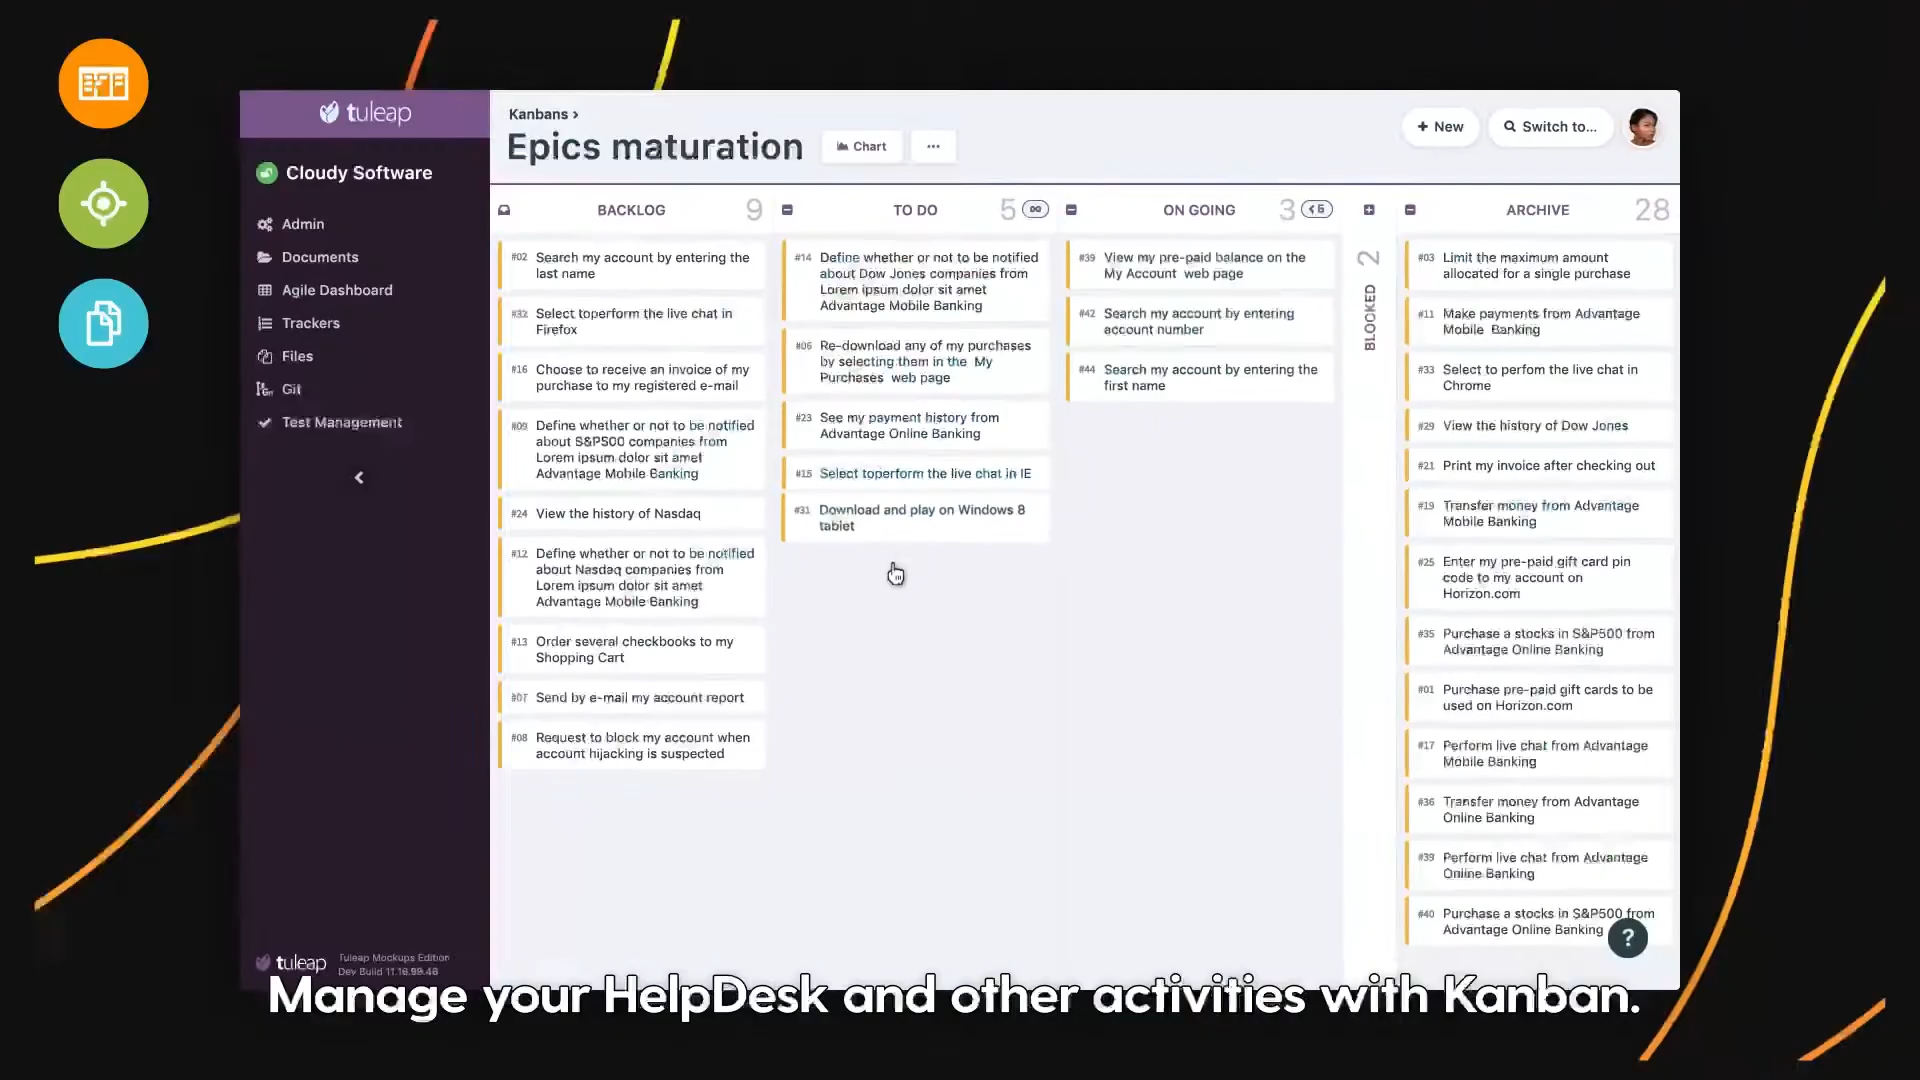 tuleap
Cloudy Software
Admin
Documents
Agile Dashboard
Trackers
Files
Git
Test Management
tuleap
Tuleap Mockups Edition
Dev Build 11.16.99.46
Kanbans ›
Epics maturation
Chart
...
+ New
Switch to...
BACKLOG 9
#02 Search my account by entering the
last name
#32 Select toperform the live chat in
Firefox
#16 Choose to receive an invoice of my
purchase to my registered e-mail
#09 Define whether or not to be notified
about S&P500 companies from
Lorem ipsum dolor sit amet
Advantage Mobile Banking
#24 View the history of Nasdaq
#12 Define whether or not to be notified
about Nasdaq companies from
Lorem ipsum dolor sit amet
Advantage Mobile Banking
#13 Order several checkbooks to my
Shopping Cart
#07 Send by e-mail my account report
#08 Request to block my account when
account hijacking is suspected
TO DO 5 ∞
#14 Define whether or not to be notified
about Dow Jones companies from
Lorem ipsum dolor sit amet
Advantage Mobile Banking
#06 Re-download any of my purchases
by selecting them in the My
Purchases web page
#23 See my payment history from
Advantage Online Banking
#15 Select toperform the live chat in IE
#31 Download and play on Windows 8
tablet
ON GOING 3 ‹ 5
#39 View my pre-paid balance on the
My Account web page
#42 Search my account by entering
account number
#44 Search my account by entering the
first name
BLOCKED 2
ARCHIVE 28
#03 Limit the maximum amount
allocated for a single purchase
#11 Make payments from Advantage
Mobile Banking
#33 Select to perfom the live chat in
Chrome
#29 View the history of Dow Jones
#21 Print my invoice after checking out
#19 Transfer money from Advantage
Mobile Banking
#25 Enter my pre-paid gift card pin
code to my account on
Horizon.com
#35 Purchase a stocks in S&P500 from
Advantage Online Banking
#01 Purchase pre-paid gift cards to be
used on Horizon.com
#17 Perform live chat from Advantage
Mobile Banking
#36 Transfer money from Advantage
Online Banking
#39 Perform live chat from Advantage
Online Banking
#40 Purchase a stocks in S&P500 from
Advantage Online Banking
?
Manage your HelpDesk and other activities with Kanban.